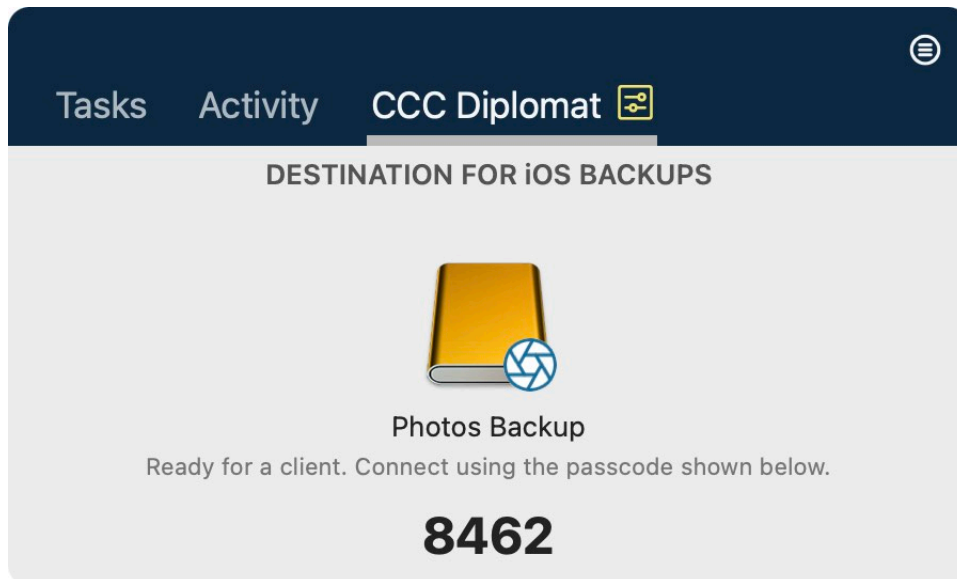 Tasks Activity CCC Diplomat
DESTINATION FOR iOS BACKUPS
Photos Backup
Ready for a client. Connect using the passcode shown below.
8462